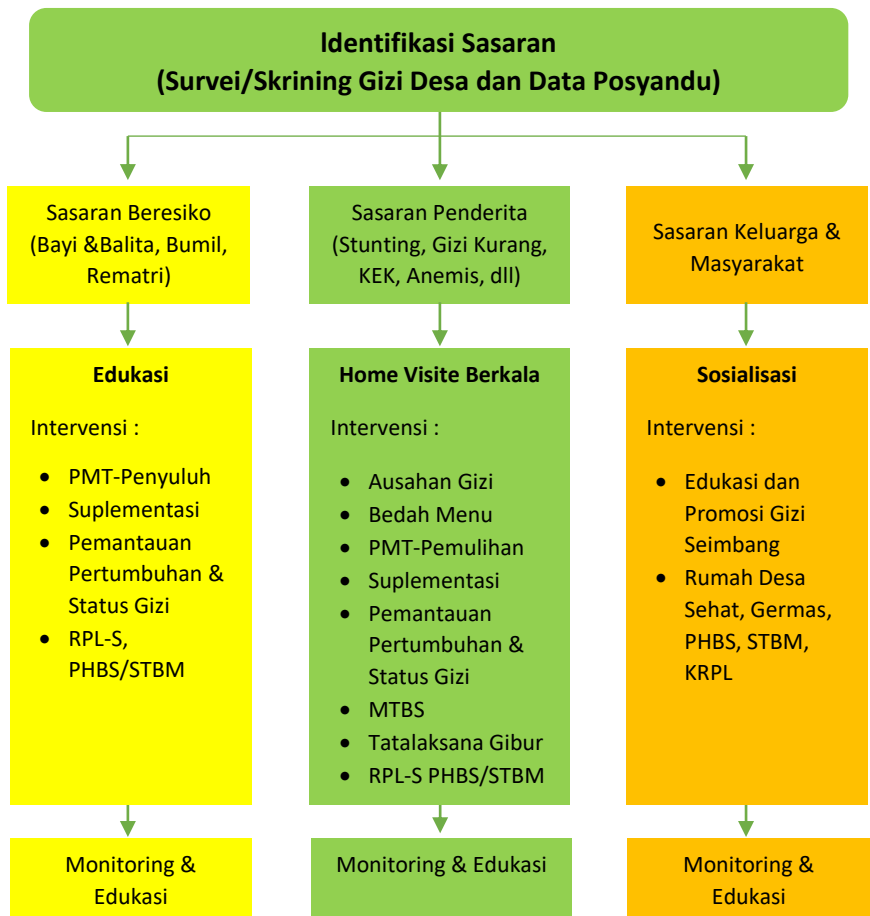 Identifikasi Sasaran
(Survei/Skrining Gizi Desa dan Data Posyandu)
Sasaran Beresiko
(Bayi &Balita, Bumil,
Rematri)
Sasaran Penderita
(Stunting, Gizi Kurang,
KEK, Anemis, dll)
Sasaran Keluarga &
Masyarakat
Edukasi
Intervensi :
• PMT-Penyuluh
• Suplementasi
• Pemantauan
Pertumbuhan &
Status Gizi
• RPL-S,
PHBS/STBM
Home Visite Berkala
Intervensi :
• Ausahan Gizi
• Bedah Menu
• PMT-Pemulihan
• Suplementasi
• Pemantauan
Pertumbuhan &
Status Gizi
• MTBS
• Tatalaksana Gibur
• RPL-S PHBS/STBM
Sosialisasi
Intervensi :
• Edukasi dan
Promosi Gizi
Seimbang
• Rumah Desa
Sehat, Germas,
PHBS, STBM,
KRPL
Monitoring &
Edukasi
Monitoring & Edukasi
Monitoring &
Edukasi